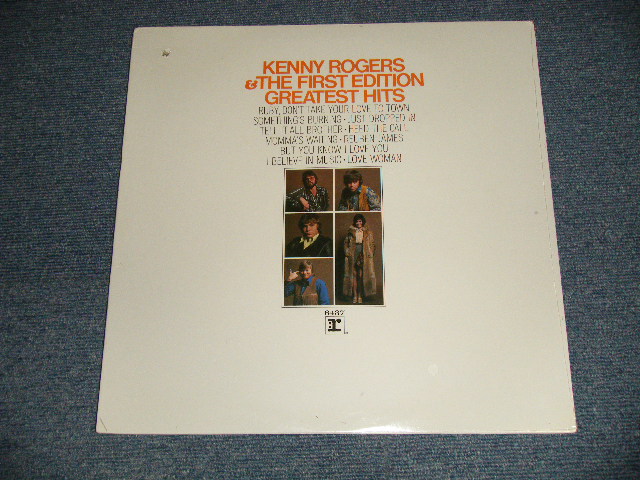 KENNY ROGERS
& THE FIRST EDITION
GREATEST HITS
RUBY, DON'T TAKE YOUR LOVE TO TOWN
SOMETHING'S BURNING · JUST DROPPED IN
TELL IT ALL BROTHER · HEED THE CALL
MOMMA'S WAITING · REUBEN JAMES
BUT YOU KNOW I LOVE YOU
I BELIEVE IN MUSIC · LOVE WOMAN
6437
r